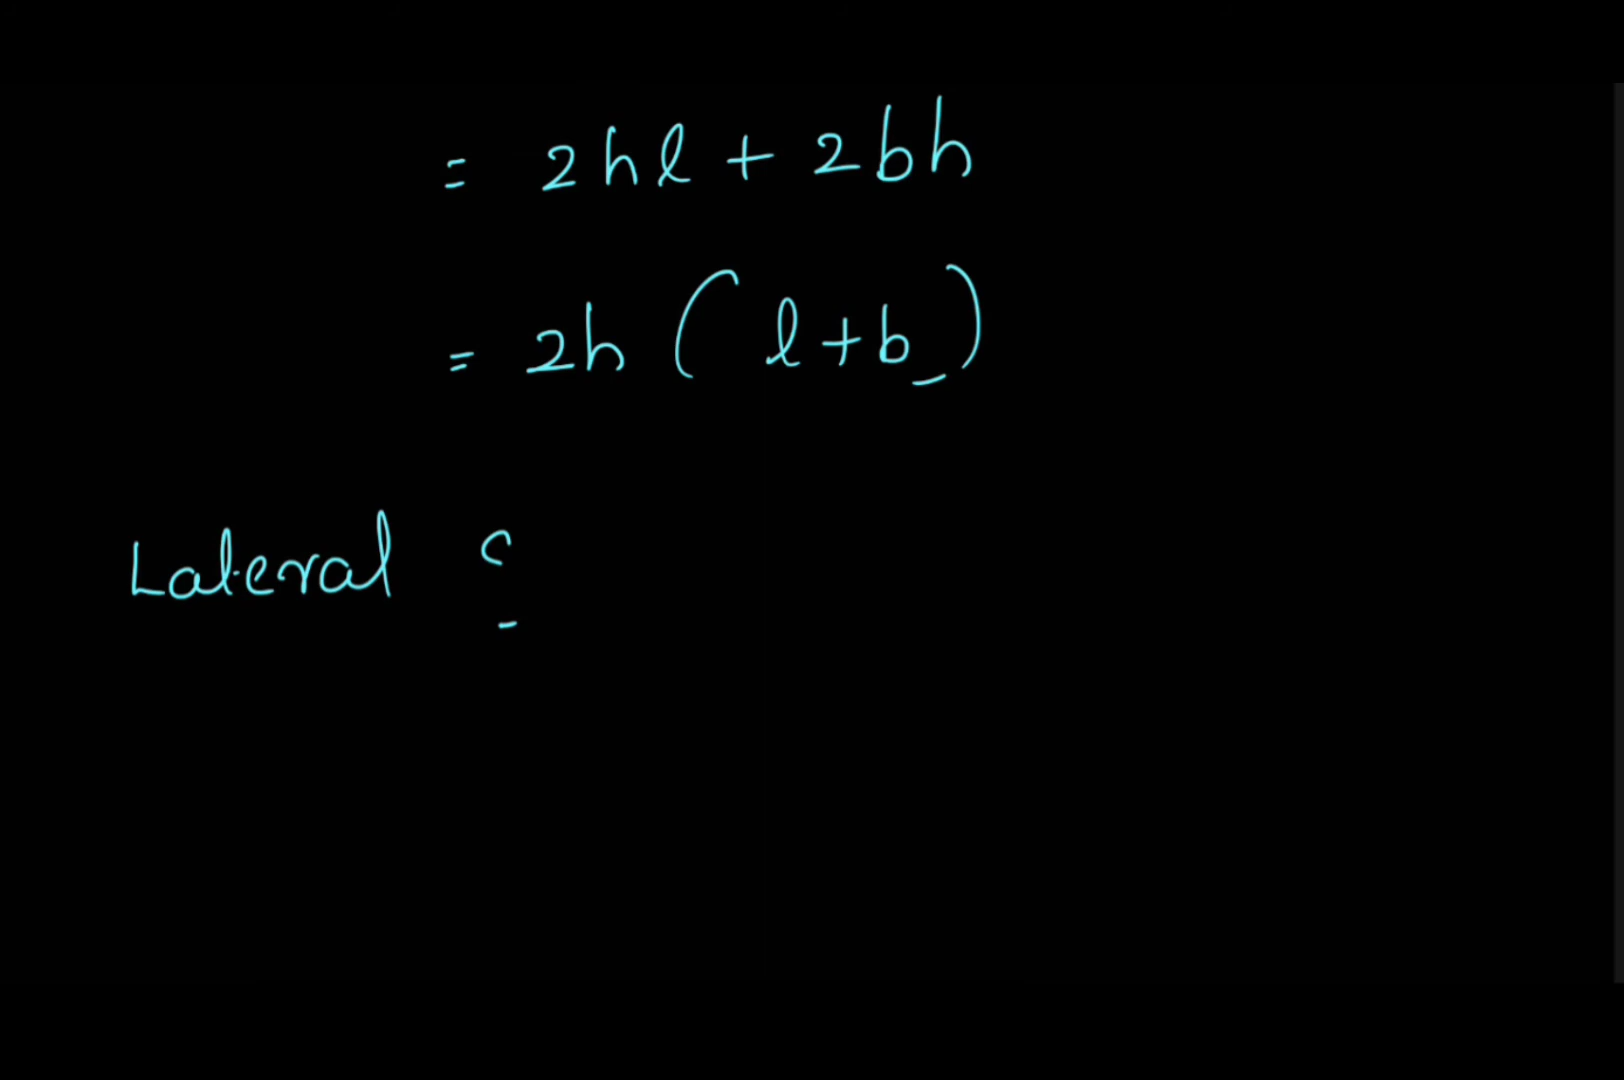 = 2hl + 2bh
= 2h ( l+b )
Lateral